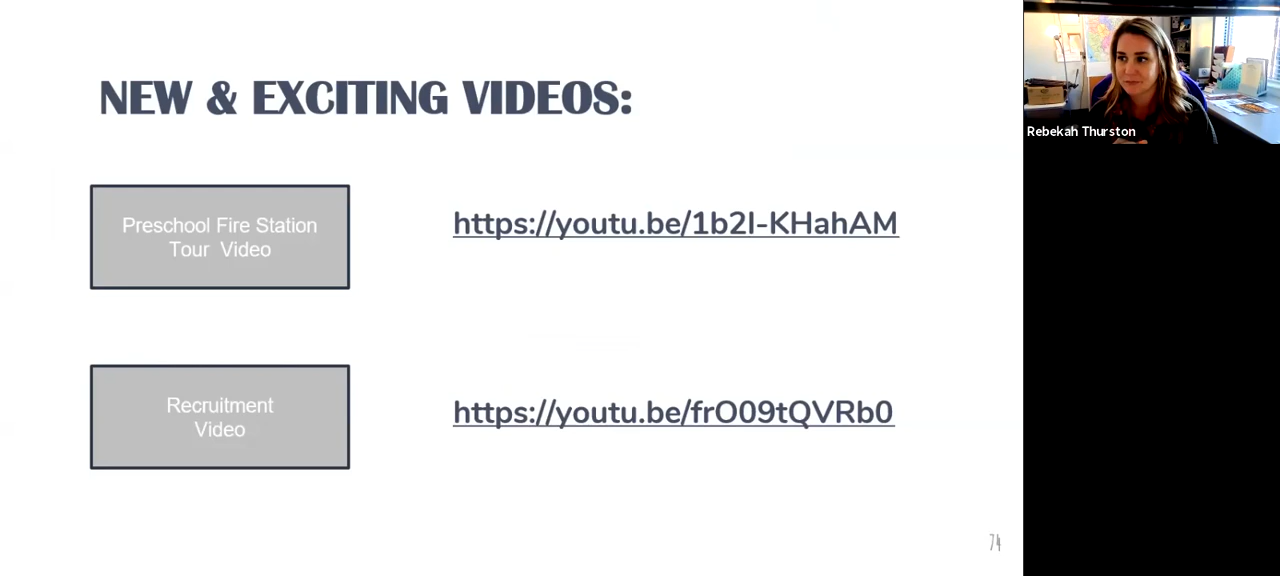 NEW & EXCITING VIDEOS:
Preschool Fire Station
Tour Video
https://youtu.be/1b2I-KHahAM
Recruitment
Video
https://youtu.be/frO09tQVRb0
74
Rebekah Thurston